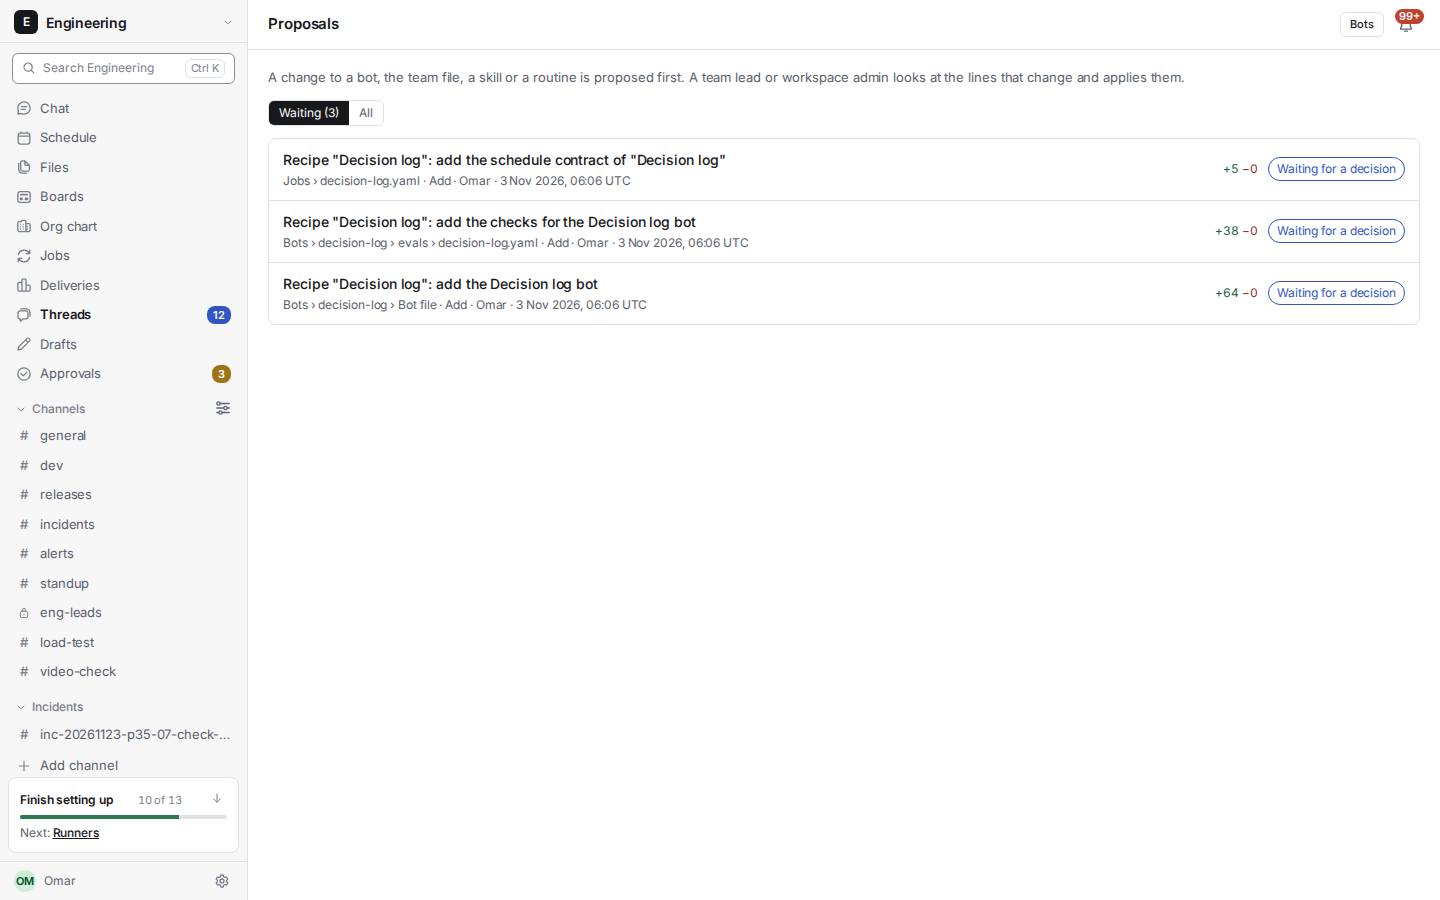 E Engineering
Search Engineering Ctrl K
Chat
Schedule
Files
Boards
Org chart
Jobs
Deliveries
Threads 12
Drafts
Approvals 3
Channels
# general
# dev
# releases
# incidents
# alerts
# standup
eng-leads
# load-test
# video-check
Incidents
# inc-20261123-p35-07-check-...
+ Add channel
Finish setting up 10 of 13
Next: Runners
OM Omar
Proposals
Bots
99+
A change to a bot, the team file, a skill or a routine is proposed first. A team lead or workspace admin looks at the lines that change and applies them.
Waiting (3) All
Recipe "Decision log": add the schedule contract of "Decision log"
Jobs › decision-log.yaml · Add · Omar · 3 Nov 2026, 06:06 UTC
+5 −0 Waiting for a decision
Recipe "Decision log": add the checks for the Decision log bot
Bots › decision-log › evals › decision-log.yaml · Add · Omar · 3 Nov 2026, 06:06 UTC
+38 −0 Waiting for a decision
Recipe "Decision log": add the Decision log bot
Bots › decision-log › Bot file · Add · Omar · 3 Nov 2026, 06:06 UTC
+64 −0 Waiting for a decision